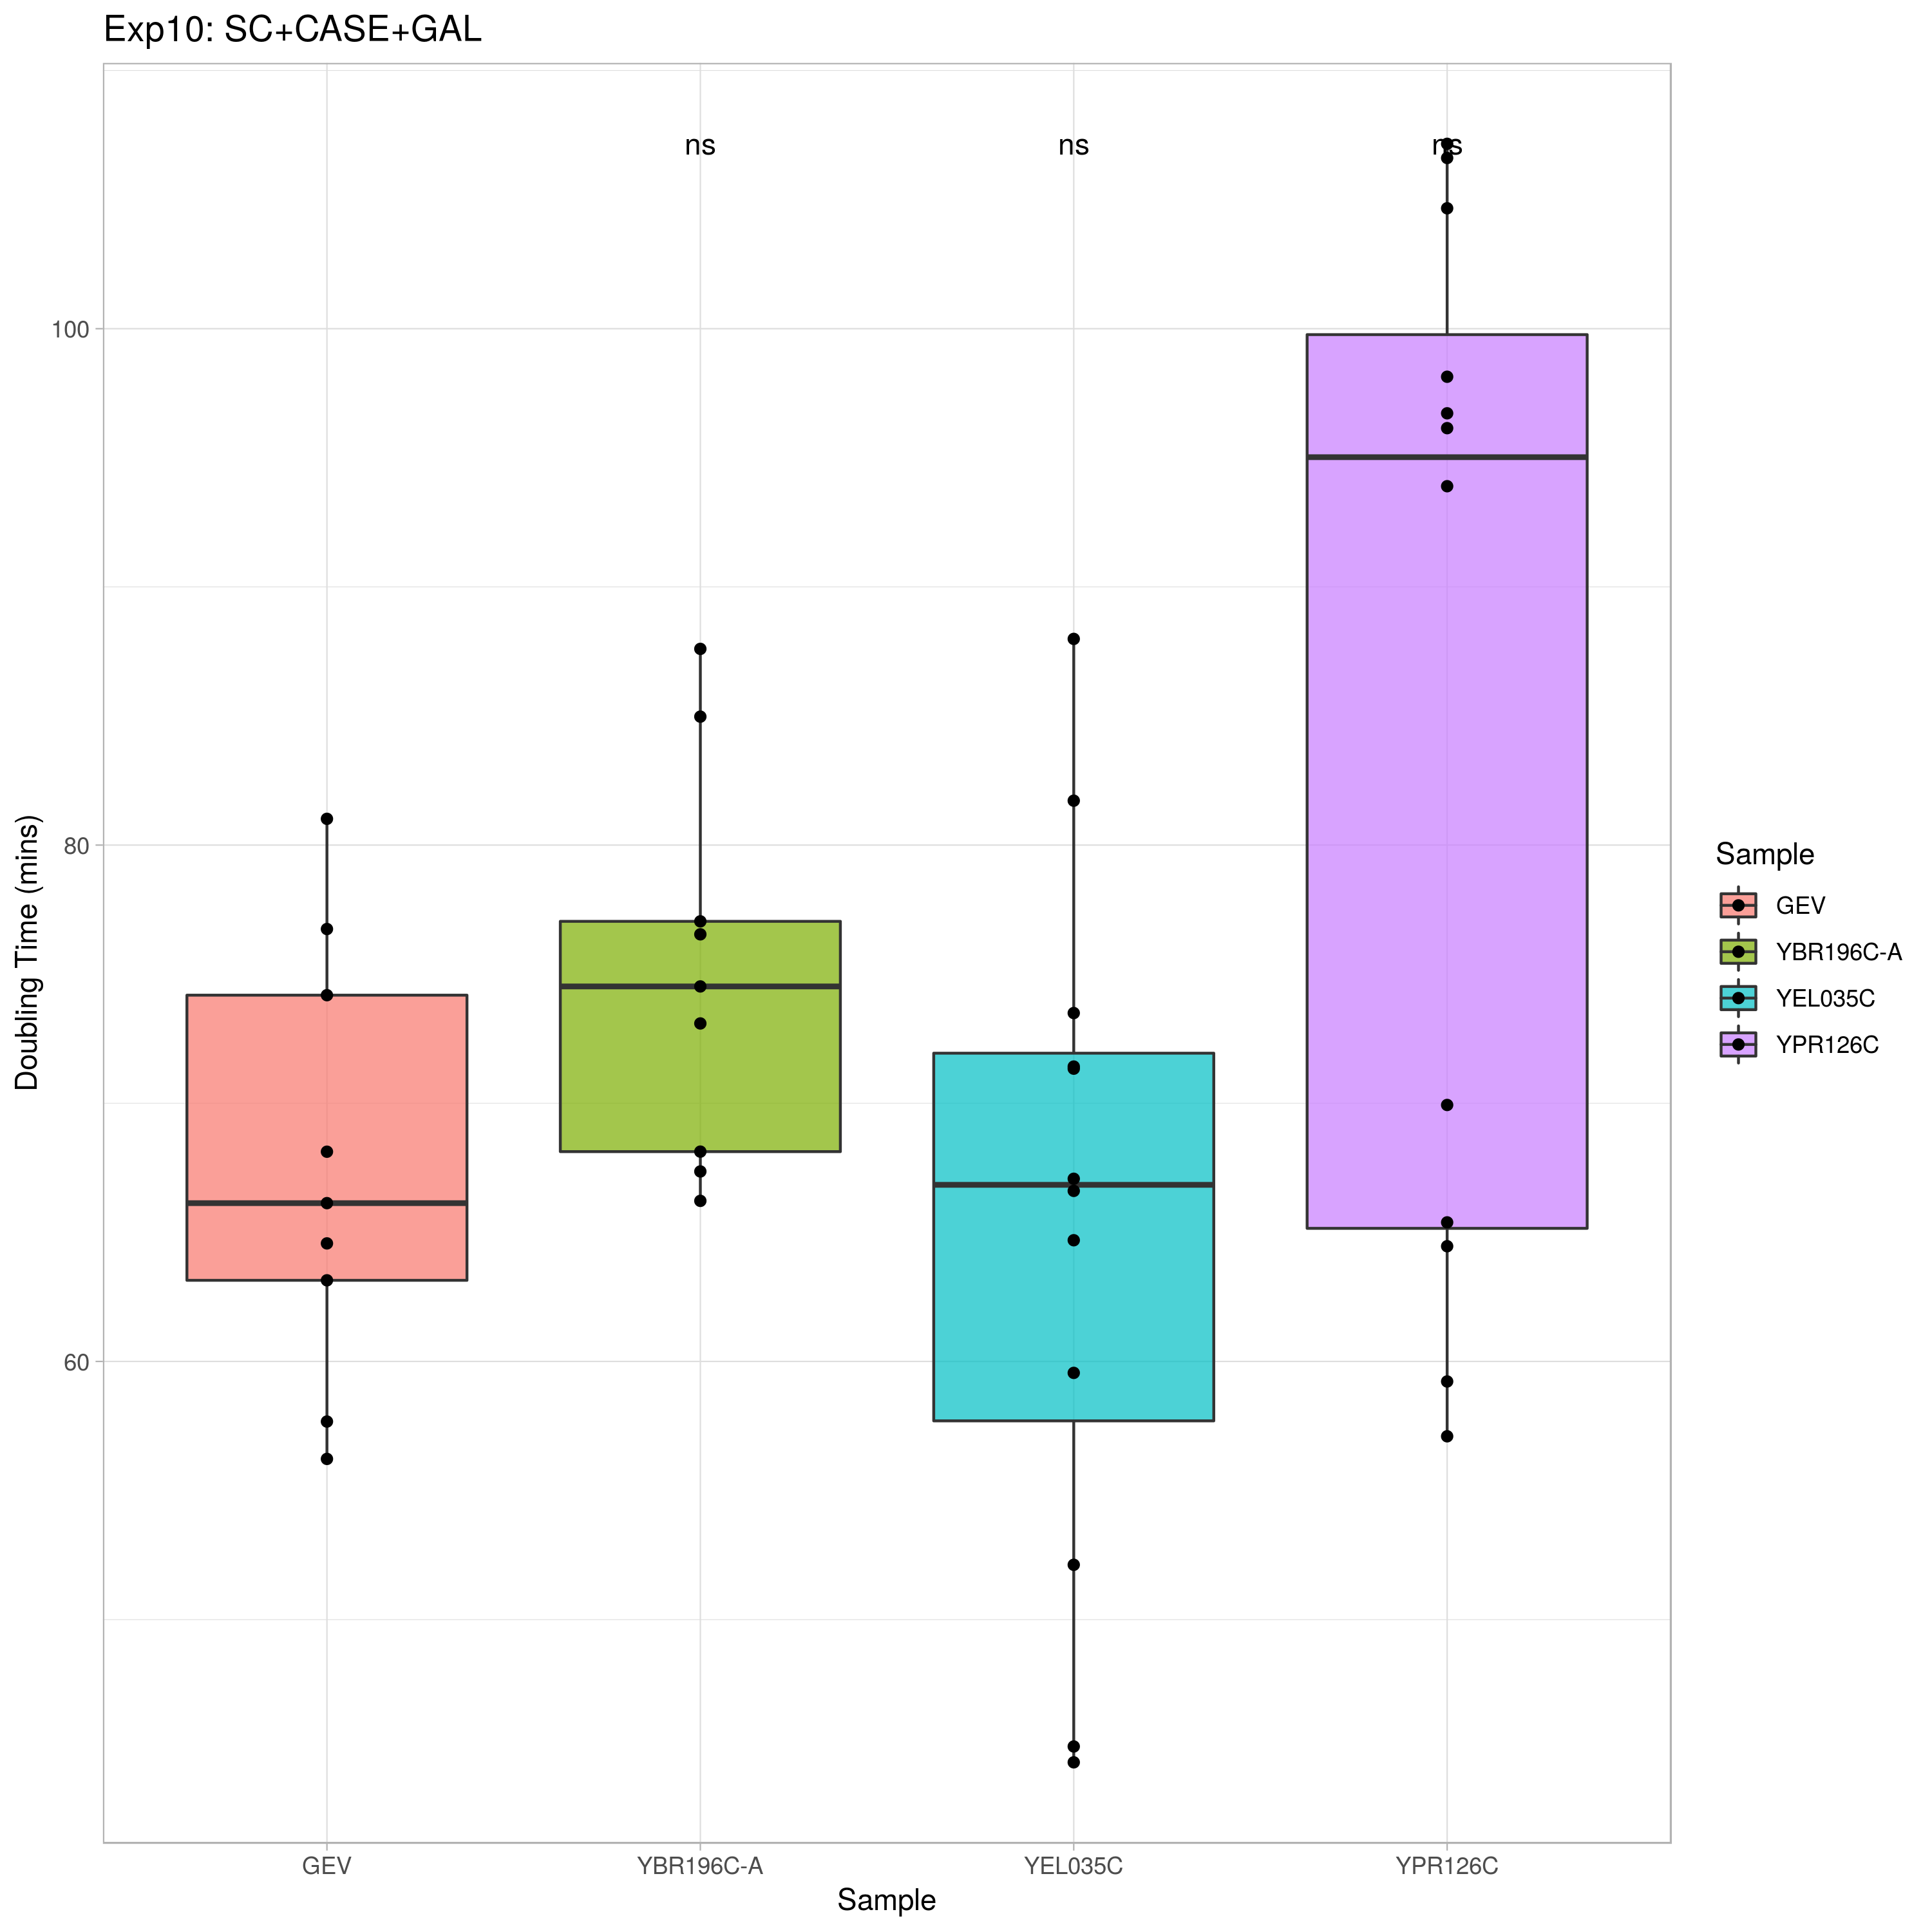 Exp10: SC+CASE+GAL
ns
ns
ns
100
80
60
Doubling Time (mins)
GEV
YBR196C-A
YEL035C
YPR126C
Sample
Sample
GEV
YBR196C-A
YEL035C
YPR126C